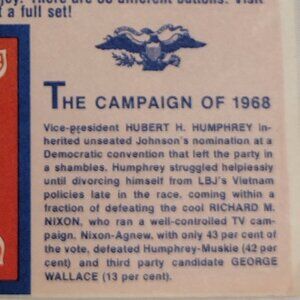 There are 38 different buttons. Visit
t a full set!
THE CAMPAIGN OF 1968
Vice-president HUBERT H. HUMPHREY in-
herited unseated Johnson's nomination at a
Democratic convention that left the party in
a shambles. Humphrey struggled helplessly
until divorcing himself from LBJ's Vietnam
policies late in the race, coming within a
fraction of defeating the cool RICHARD M.
NIXON, who ran a well-controlled TV cam-
paign. Nixon-Agnew, with only 43 per cent of
the vote, defeated Humphrey-Muskie (42 per
cent) and third party candidate GEORGE
WALLACE (13 per cent).